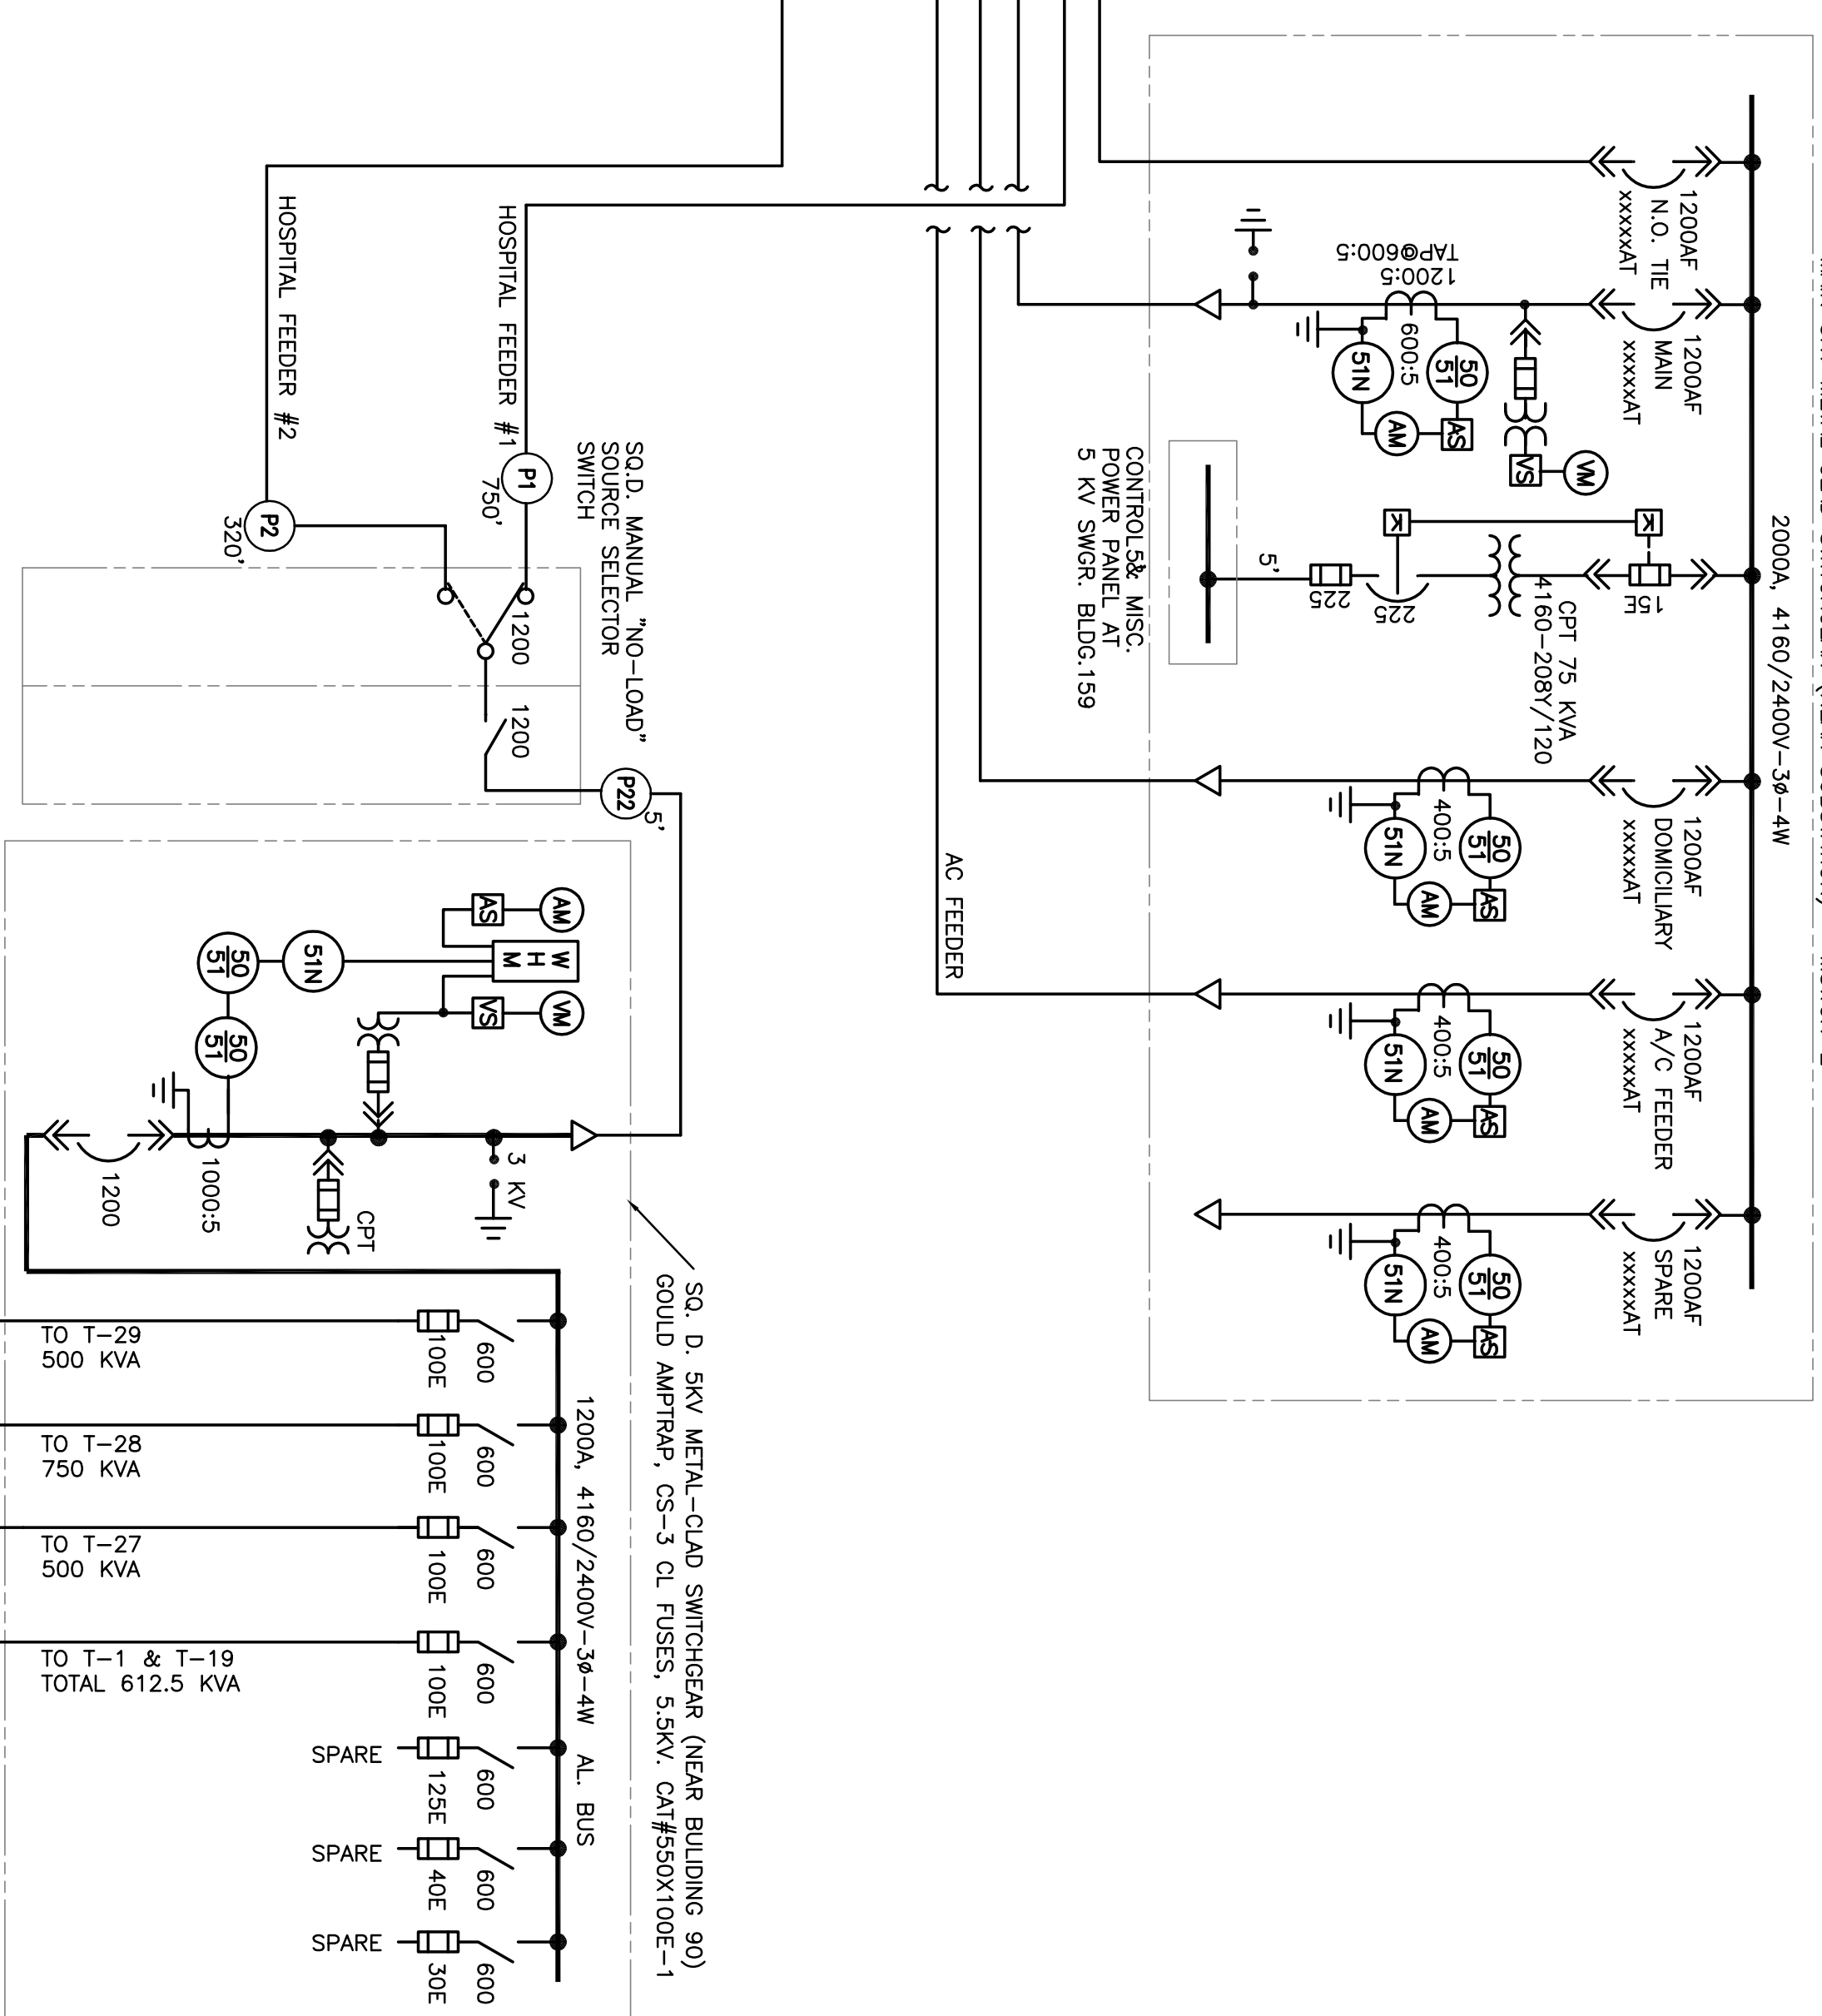 2000A, 4160/2400V-3ø-4W
1200AF
N.O. TIE
xxxxxAT
1200AF
MAIN
xxxxxAT
1200:5
TAP@600:5
600:5
50
51
51N
AS
AM
VS
VM
K
K
15E
CPT 75 KVA
4160-208Y/120
225
225
5'
CONTROL5& MISC.
POWER PANEL AT
5 KV SWGR. BLDG.159
1200AF
DOMICILIARY
xxxxxAT
400:5
50
51
51N
AS
AM
1200AF
A/C FEEDER
xxxxxAT
400:5
50
51
51N
AS
AM
1200AF
SPARE
xxxxxAT
400:5
50
51
51N
AS
AM
AC FEEDER
HOSPITAL FEEDER #1
HOSPITAL FEEDER #2
P1
750'
P2
320'
SQ.D. MANUAL "NO-LOAD"
SOURCE SELECTOR
SWITCH
1200
1200
P22
5'
AM
AS
W
H
M
VS
VM
51N
50
51
50
51
3 KV
CPT
1000:5
1200
SQ. D. 5KV METAL-CLAD SWITCHGEAR (NEAR BULIDING 90)
GOULD AMPTRAP, CS-3 CL FUSES, 5.5KV. CAT#550X100E-1
1200A, 4160/2400V-3ø-4W AL. BUS
600
100E
TO T-29
500 KVA
600
100E
TO T-28
750 KVA
600
100E
TO T-27
500 KVA
600
100E
TO T-1 & T-19
TOTAL 612.5 KVA
600
125E
SPARE
600
40E
SPARE
600
30E
SPARE